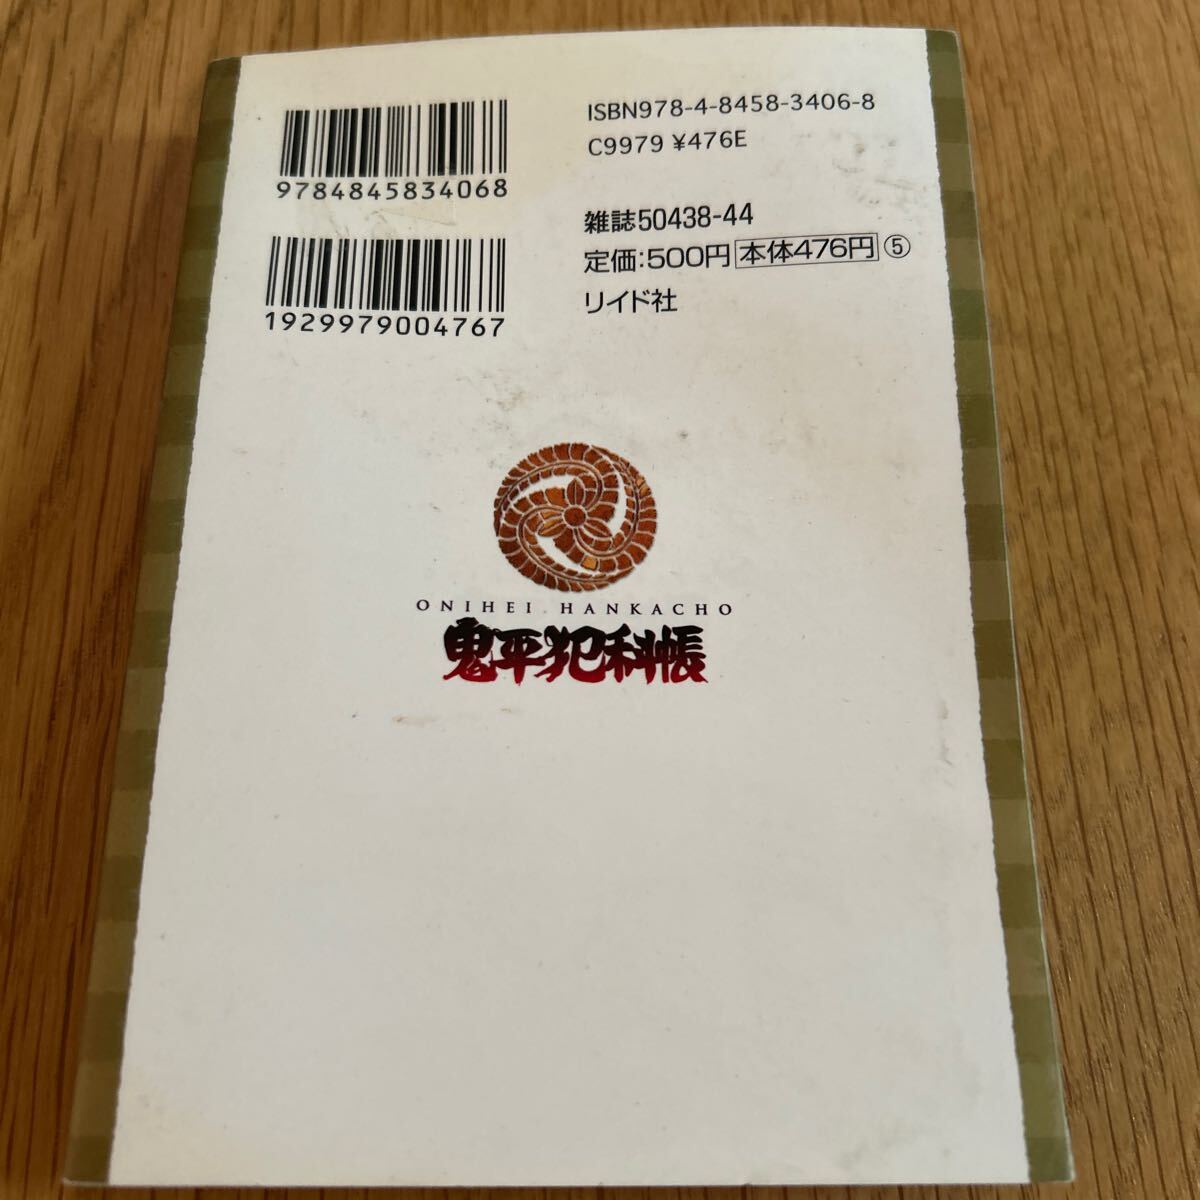 ISBN978-4-8458-3406-8
C9979 ¥476E
9784845834068
雑誌50438-44
定価:500円 本体476円 ⑤
リイド社
1929979004767
ONIHEI HANKACHO
鬼平犯科帳